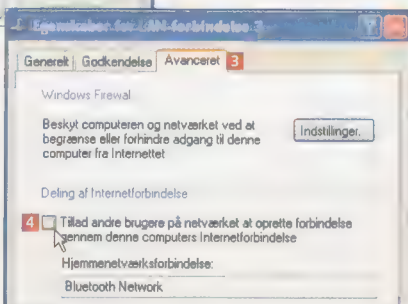 Egenskaber for LAN-forbindelse 3
Generelt Godkendelse Avanceret 3
Windows Firewal
Beskyt computeren og netværket ved at
begrænse eller forhindre adgang til denne
computer fra Internettet
Indstillinger.
Deling af Internetforbindelse
4 Tillad andre brugere på netværket at oprette forbindelse
gennem denne computers Internetforbindelse
Hjemmenetværksforbindelse:
Bluetooth Network